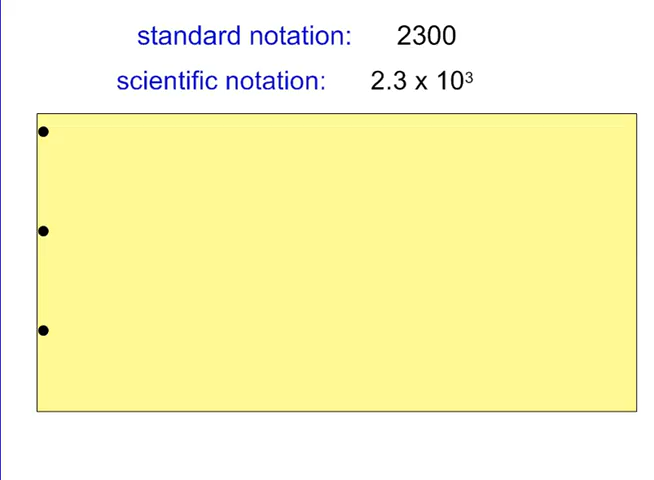 standard notation: 2300
scientific notation: 2.3 x 10³